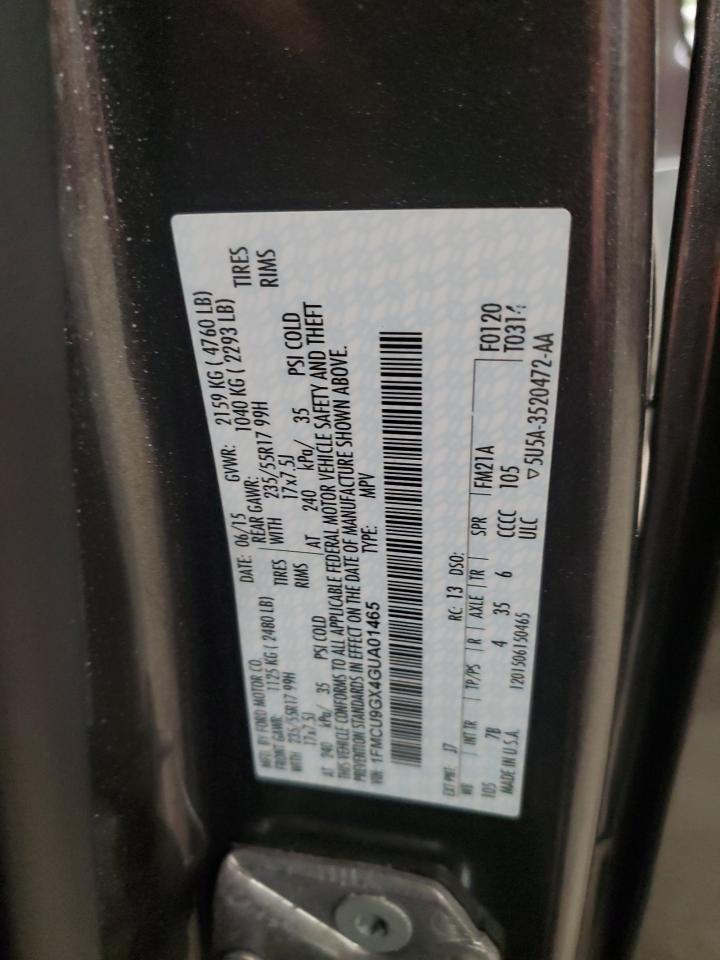 MFD. BY FORD MOTOR CO. DATE: 06/15 GVWR: 2159 KG ( 4760 LB)
FRONT GAWR: 1125 KG ( 2480 LB) REAR GAWR: 1040 KG ( 2293 LB)
WITH 235/55R17 99H TIRES WITH 235/55R17 99H TIRES
17x7.5J RIMS 17x7.5J RIMS
AT 240 kPa/ 35 PSI COLD AT 240 kPa/ 35 PSI COLD
THIS VEHICLE CONFORMS TO ALL APPLICABLE FEDERAL MOTOR VEHICLE SAFETY AND THEFT
PREVENTION STANDARDS IN EFFECT ON THE DATE OF MANUFACTURE SHOWN ABOVE.
VIN: 1FMCU9GX4GUA01465 TYPE: MPV
EXT PNT: J7 RC: 13 DSO: F0120
WB INT TR TP/PS R AXLE TR SPR FM21A T0314
105 7B 4 35 6 CCCC 105
MADE IN U.S.A. 1201506150465 ULC ▽5U5A-3520472-AA